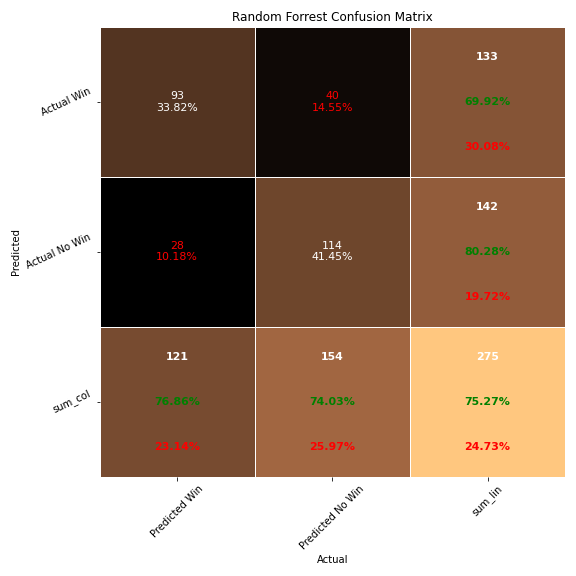 Random Forrest Confusion Matrix
Predicted
Actual Win
93
33.82%
40
14.55%
133
69.92%
30.08%
Actual No Win
28
10.18%
114
41.45%
142
80.28%
19.72%
sum_col
121
76.86%
23.14%
154
74.03%
25.97%
275
75.27%
24.73%
Predicted Win
Predicted No Win
sum_lin
Actual